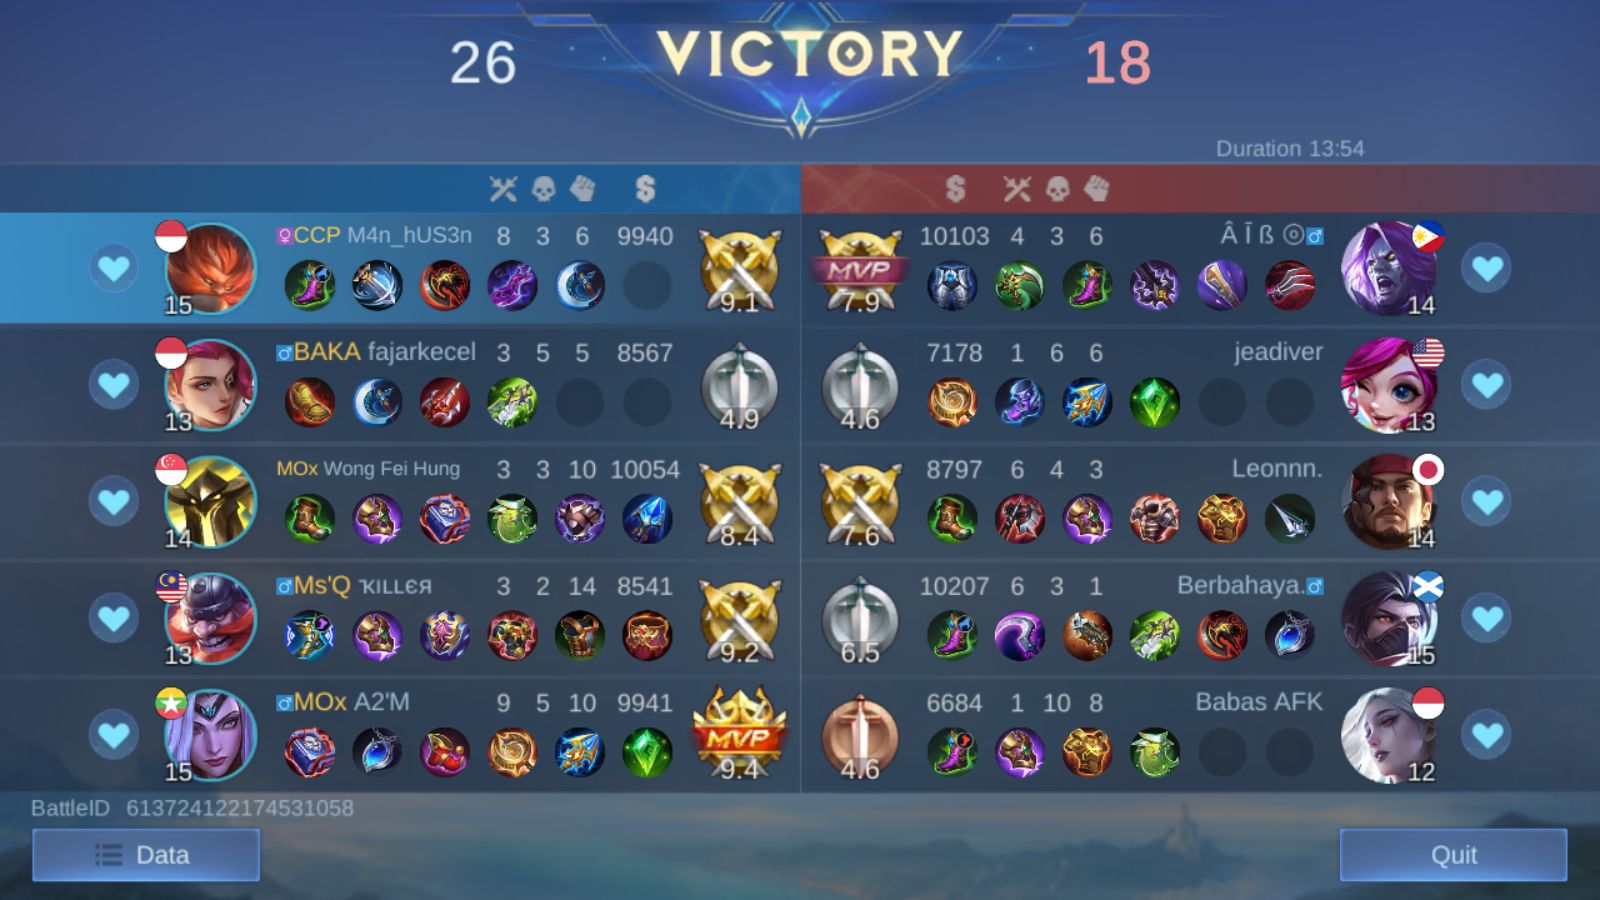 26 VICTORY 18
Duration 13:54
CCP M4n_hUS3n 8 3 6 9940
15 9.1
MVP 7.9 10103 4 3 6 Â Ī ß ⦾
14
BAKA fajarkecel 3 5 5 8567
13 4.9
4.6 7178 1 6 6 jeadiver
13
MOx Wong Fei Hung 3 3 10 10054
14 8.4
7.6 8797 6 4 3 Leonnn.
14
Ms'Q ҡιʟʟєя 3 2 14 8541
13 9.2
6.5 10207 6 3 1 Berbahaya.
15
MOx A2'M 9 5 10 9941
15 MVP 9.4
4.6 6684 1 10 8 Babas AFK
12
BattleID 613724122174531058
Data
Quit